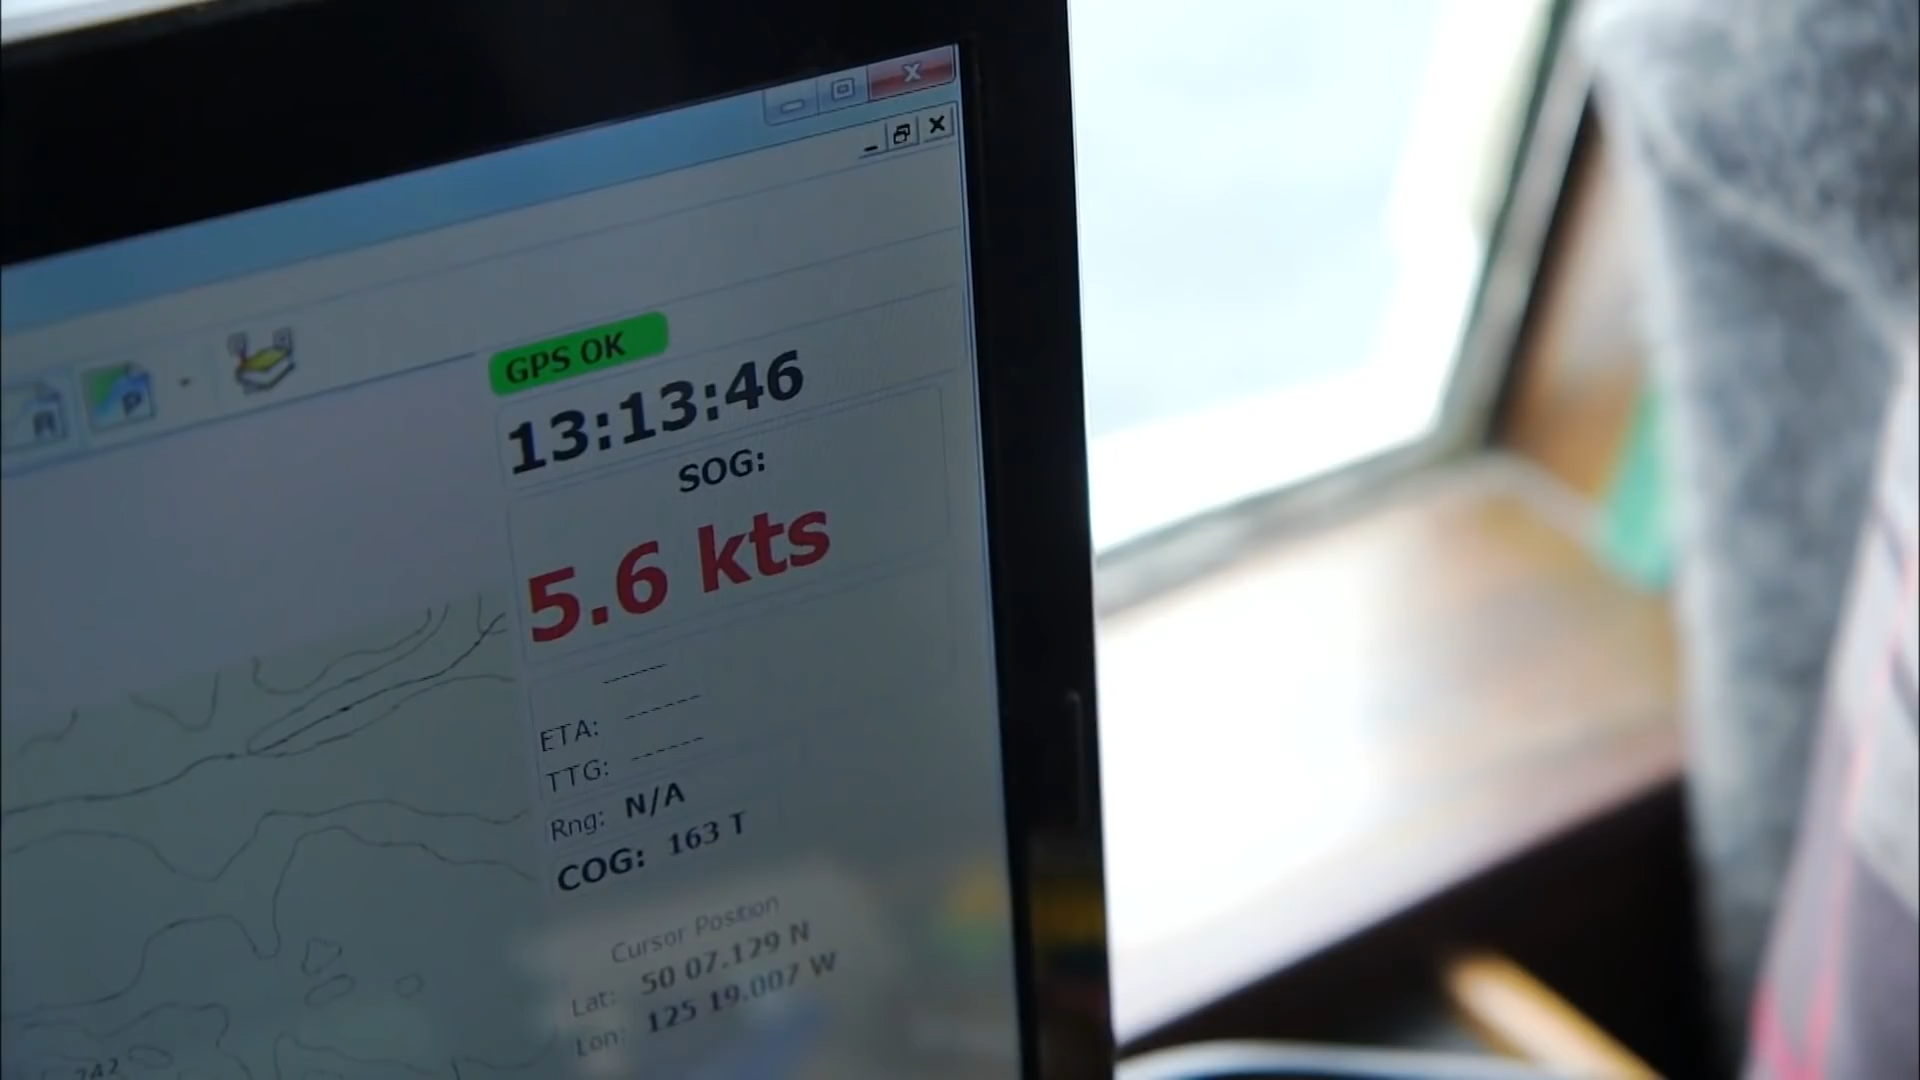 R
P
GPS OK
13:13:46
SOG:
5.6 kts
-----
ETA: ------
TTG: ------
Rng: N/A
COG: 163 T
Cursor Position
Lat: 50 07.129 N
Lon: 125 19.007 W
242